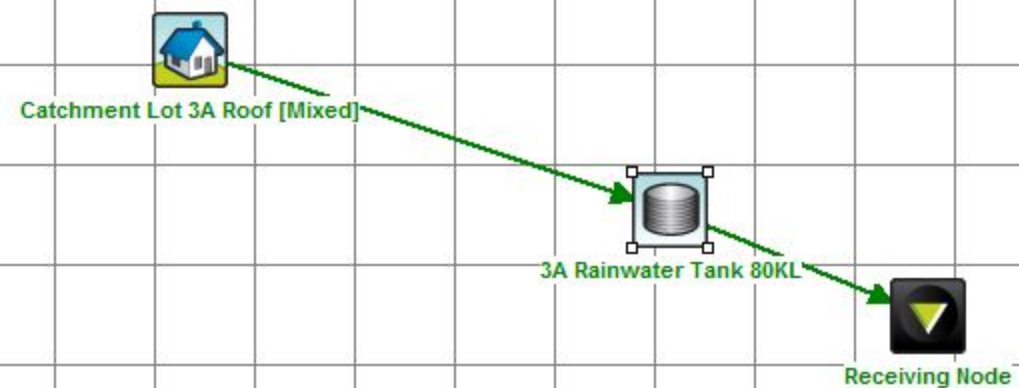 Catchment Lot 3A Roof [Mixed]
3A Rainwater Tank 80KL
Receiving Node